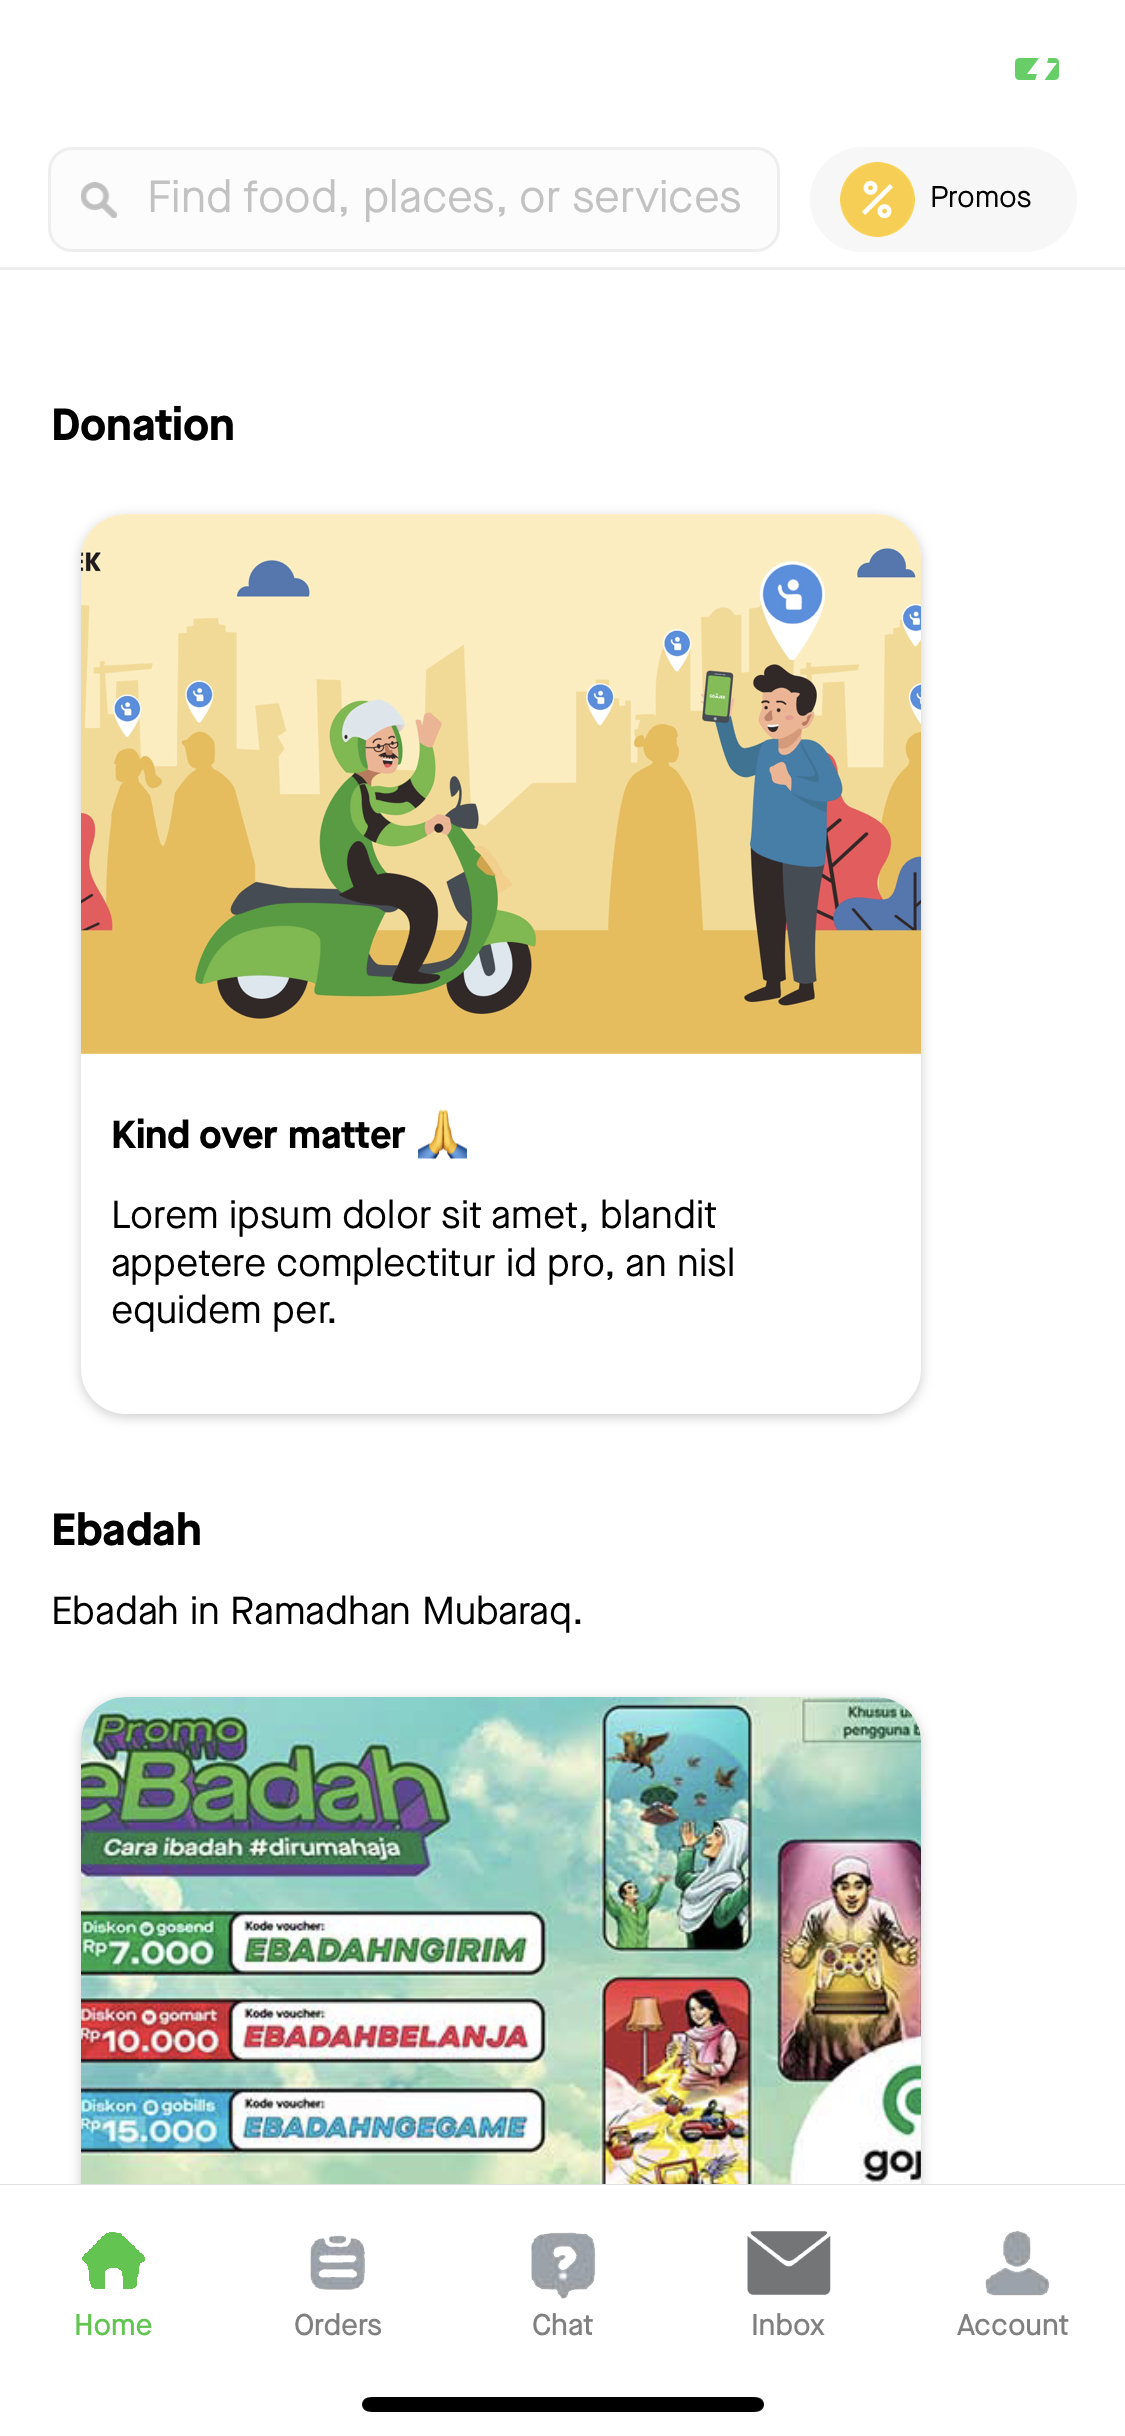 Find food, places, or services
Promos
Donation
EK
Kind over matter 🙏
Lorem ipsum dolor sit amet, blandit
appetere complectitur id pro, an nisl
equidem per.
Ebadah
Ebadah in Ramadhan Mubaraq.
Promo
eBadah
Cara ibadah #dirumahaja
Khusus
pengguna
Diskon gosend
Rp7.000
Kode voucher:
EBADAHNGIRIM
Diskon gomart
Rp10.000
Kode voucher:
EBADAHBELANJA
Diskon gobills
Rp15.000
Kode voucher:
EBADAHNGEGAME
goj
Home
Orders
Chat
Inbox
Account